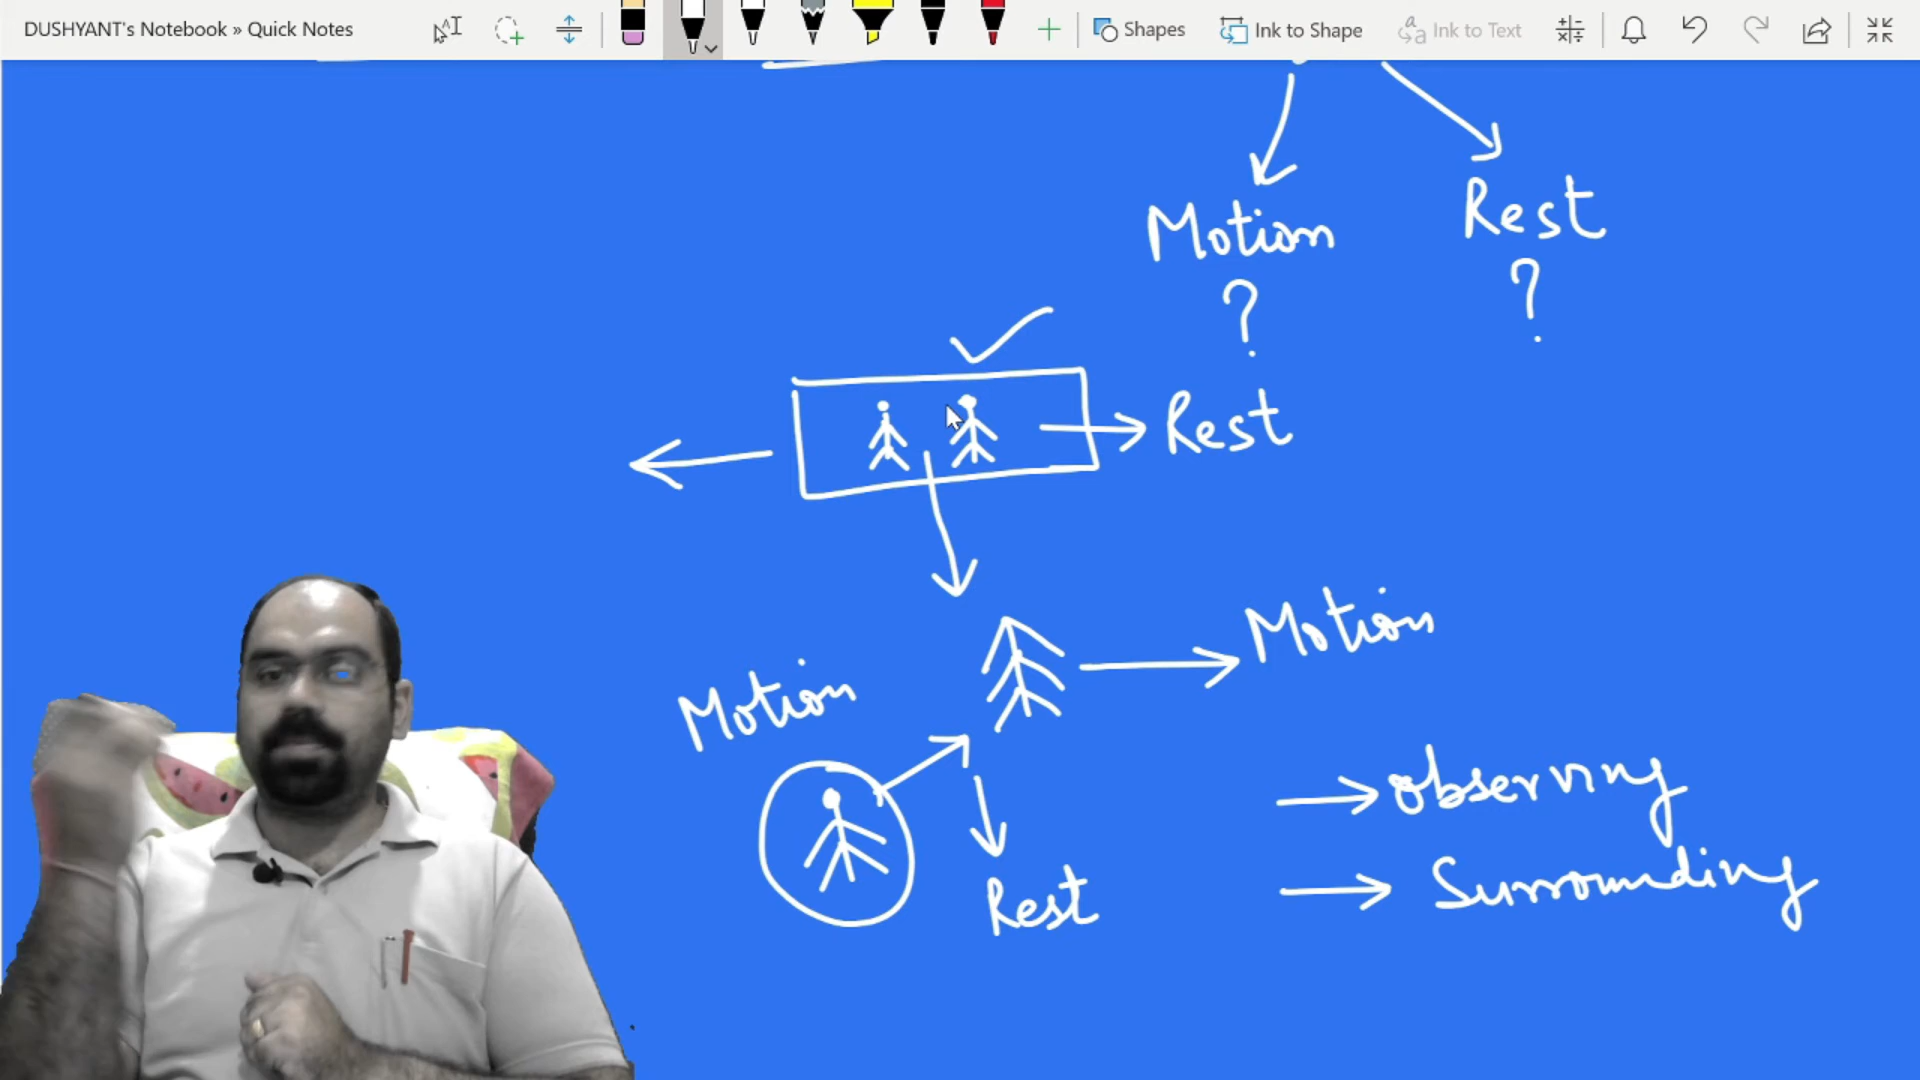 DUSHYANT's Notebook » Quick Notes
Shapes
Ink to Shape
Ink to Text
Motion
?
Rest
?
Rest
Motion
Motion
Rest
→ Observing
→ Surrounding